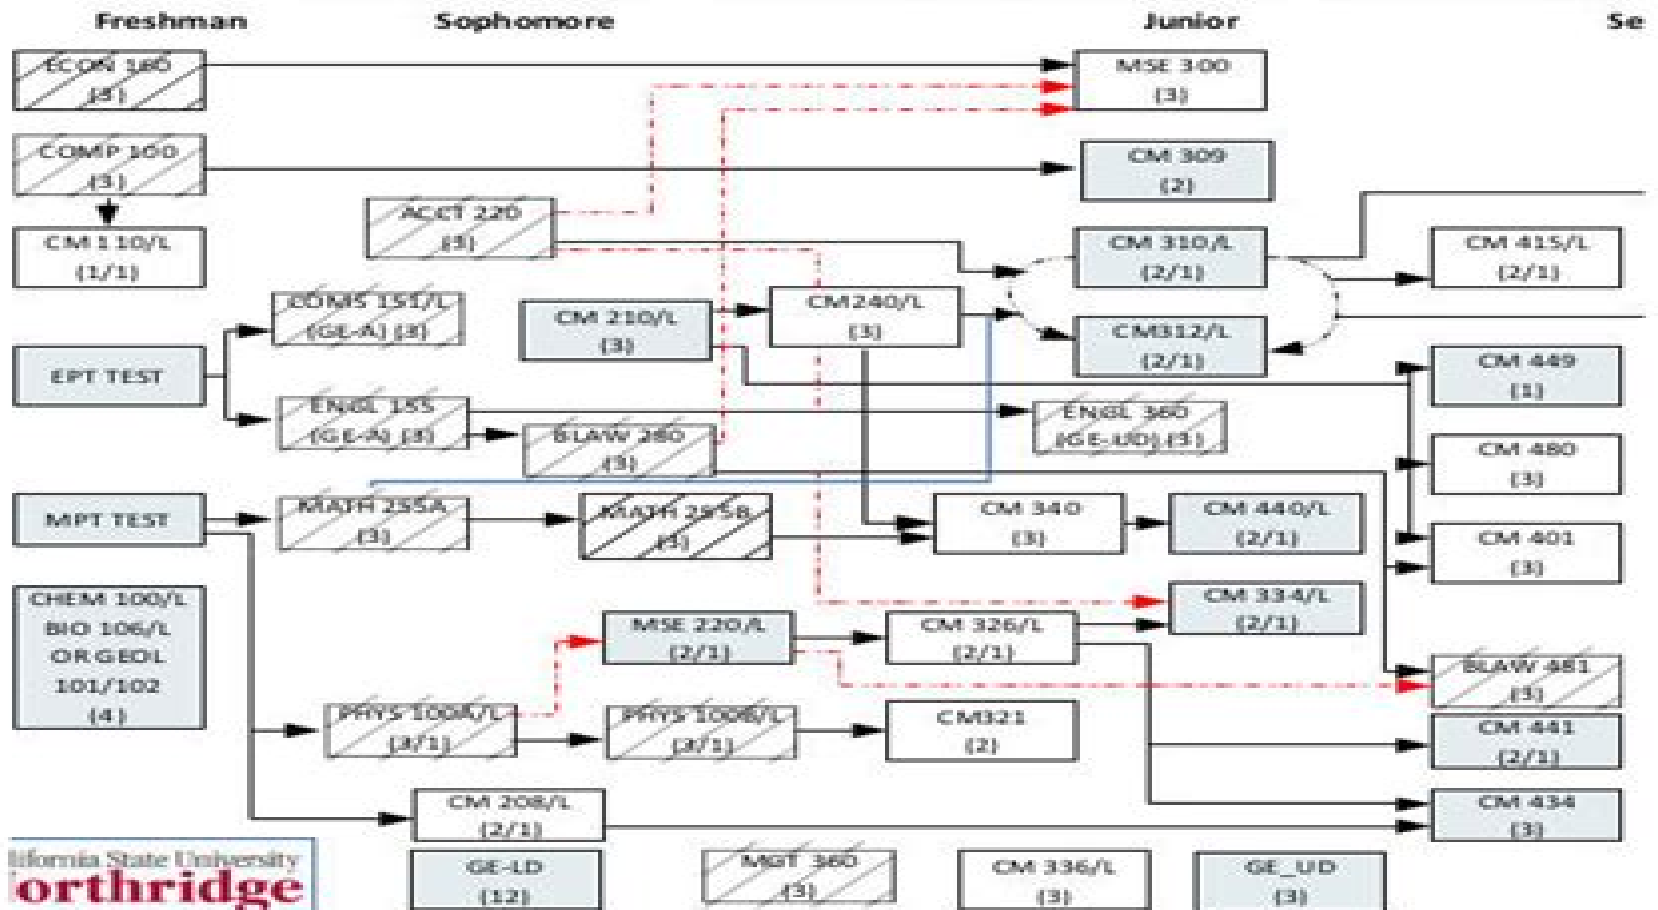 Freshman
Sophomore
Junior
Se
ECON 160
(3)
MSE 300
(3)
COMP 100
(3)
CM 309
(2)
ACCT 220
(3)
CM 110/L
(1/1)
CM 310/L
(2/1)
CM 415/L
(2/1)
COMS 151/L
(GE-A) (3)
CM 210/L
(3)
CM240/L
(3)
CM312/L
(2/1)
EPT TEST
CM 449
(1)
ENGL 155
(GE-A) (3)
BLAW 280
(3)
ENGL 360
(GE-UD) (3)
CM 480
(3)
MPT TEST
MATH 255A
(3)
MATH 255B
(3)
CM 340
(3)
CM 440/L
(2/1)
CM 401
(3)
CHEM 100/L
BIO 106/L
OR GEOL
101/102
(4)
MSE 220/L
(2/1)
CM 326/L
(2/1)
CM 334/L
(2/1)
BLAW 481
(3)
PHYS 100A/L
(3/1)
PHYS 100B/L
(3/1)
CM321
(2)
CM 441
(2/1)
CM 208/L
(2/1)
CM 434
(3)
lifornia State University
orthridge
GE-LD
(12)
MGT 360
(3)
CM 336/L
(3)
GE_UD
(3)